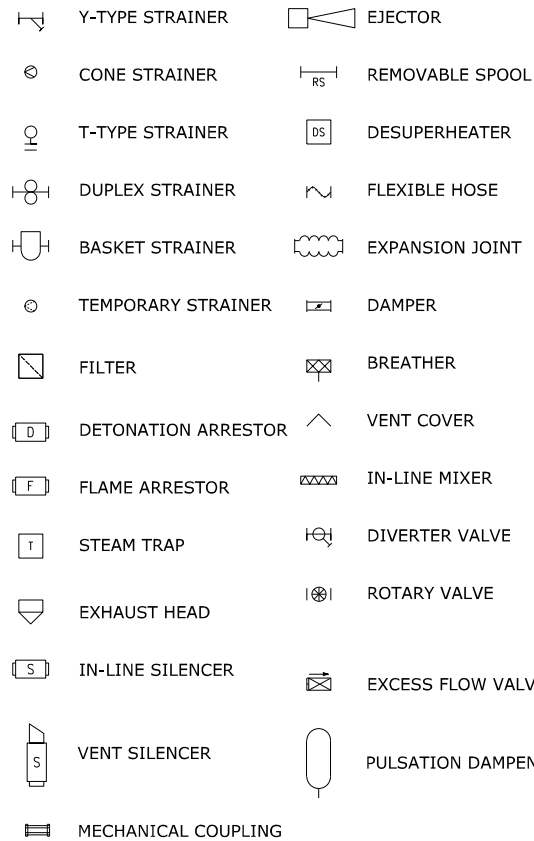 Y-TYPE STRAINER
CONE STRAINER
T-TYPE STRAINER
DUPLEX STRAINER
BASKET STRAINER
TEMPORARY STRAINER
FILTER
D DETONATION ARRESTOR
F FLAME ARRESTOR
T STEAM TRAP
EXHAUST HEAD
S IN-LINE SILENCER
S VENT SILENCER
MECHANICAL COUPLING
EJECTOR
RS REMOVABLE SPOOL
DS DESUPERHEATER
FLEXIBLE HOSE
EXPANSION JOINT
DAMPER
BREATHER
VENT COVER
IN-LINE MIXER
DIVERTER VALVE
ROTARY VALVE
EXCESS FLOW VALV
PULSATION DAMPEN